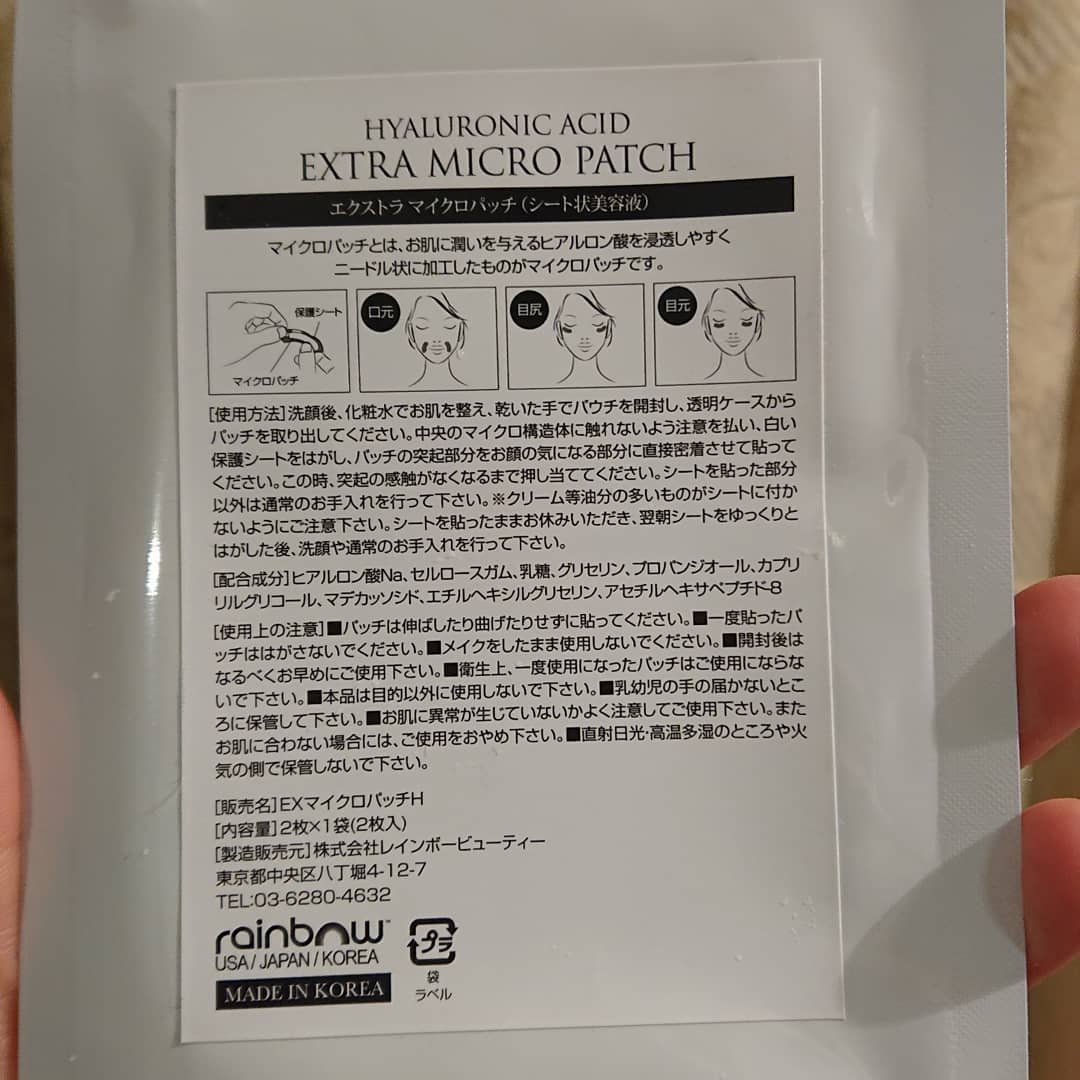 HYALURONIC ACID
EXTRA MICRO PATCH
エクストラ マイクロパッチ(シート状美容液)
マイクロパッチとは、お肌に潤いを与えるヒアルロン酸を浸透しやすく
ニードル状に加工したものがマイクロパッチです。
保護シート
マイクロパッチ
口元
目尻
目元
[使用方法]洗顔後、化粧水でお肌を整え、乾いた手でパウチを開封し、透明ケースから
パッチを取り出してください。中央のマイクロ構造体に触れないよう注意を払い、白い
保護シートをはがし、パッチの突起部分をお顔の気になる部分に直接密着させて貼って
ください。この時、突起の感触がなくなるまで押し当ててください。シートを貼った部分
以外は通常のお手入れを行って下さい。※クリーム等油分の多いものがシートに付か
ないようにご注意下さい。シートを貼ったままお休みいただき、翌朝シートをゆっくりと
はがした後、洗顔や通常のお手入れを行って下さい。
[配合成分]ヒアルロン酸Na、セルロースガム、乳糖、グリセリン、プロパンジオール、カプリ
リルグリコール、マデカッソシド、エチルヘキシルグリセリン、アセチルヘキサペプチド-8
[使用上の注意]■パッチは伸ばしたり曲げたりせずに貼ってください。■一度貼ったパ
ッチははがさないでください。■メイクをしたまま使用しないでください。■開封後は
なるべくお早めにご使用下さい。■衛生上、一度使用になったパッチはご使用にならな
いで下さい。■本品は目的以外に使用しないで下さい。■乳幼児の手の届かないとこ
ろに保管して下さい。■お肌に異常が生じていないかよく注意してご使用下さい。また
お肌に合わない場合には、ご使用をおやめ下さい。■直射日光・高温多湿のところや火
気の側で保管しないで下さい。
[販売名]EXマイクロパッチH
[内容量]2枚×1袋(2枚入)
[製造販売元]株式会社レインボービューティー
東京都中央区八丁堀4-12-7
TEL:03-6280-4632
rainbow™
USA/JAPAN/KOREA
MADE IN KOREA
プラ
袋
ラベル